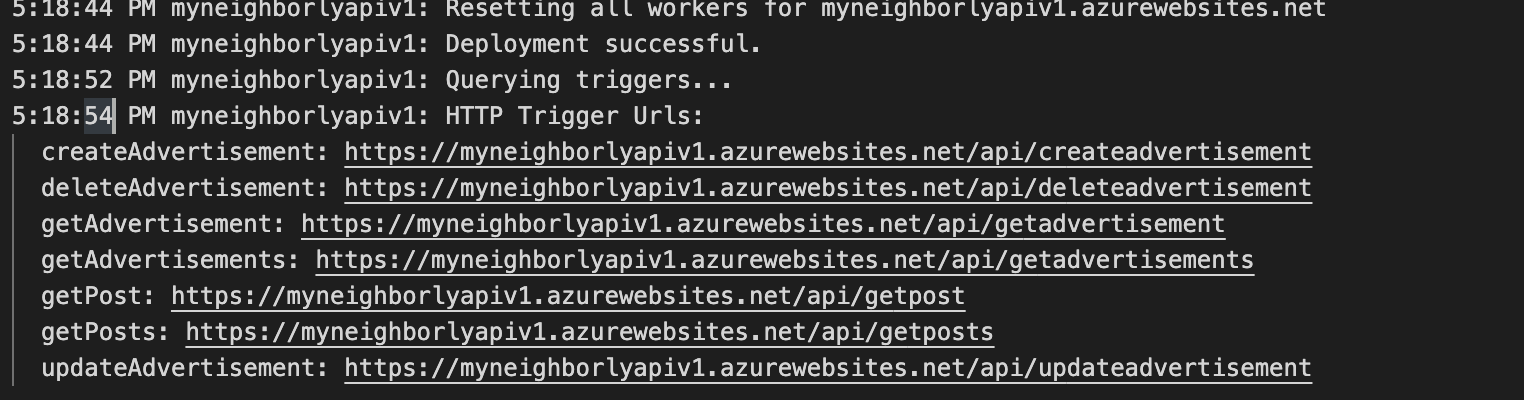 5:18:44 PM myneighborlyapiv1: Resetting all workers for myneighborlyapiv1.azurewebsites.net
5:18:44 PM myneighborlyapiv1: Deployment successful.
5:18:52 PM myneighborlyapiv1: Querying triggers...
5:18:54 PM myneighborlyapiv1: HTTP Trigger Urls:
createAdvertisement: https://myneighborlyapiv1.azurewebsites.net/api/createadvertisement
deleteAdvertisement: https://myneighborlyapiv1.azurewebsites.net/api/deleteadvertisement
getAdvertisement: https://myneighborlyapiv1.azurewebsites.net/api/getadvertisement
getAdvertisements: https://myneighborlyapiv1.azurewebsites.net/api/getadvertisements
getPost: https://myneighborlyapiv1.azurewebsites.net/api/getpost
getPosts: https://myneighborlyapiv1.azurewebsites.net/api/getposts
updateAdvertisement: https://myneighborlyapiv1.azurewebsites.net/api/updateadvertisement